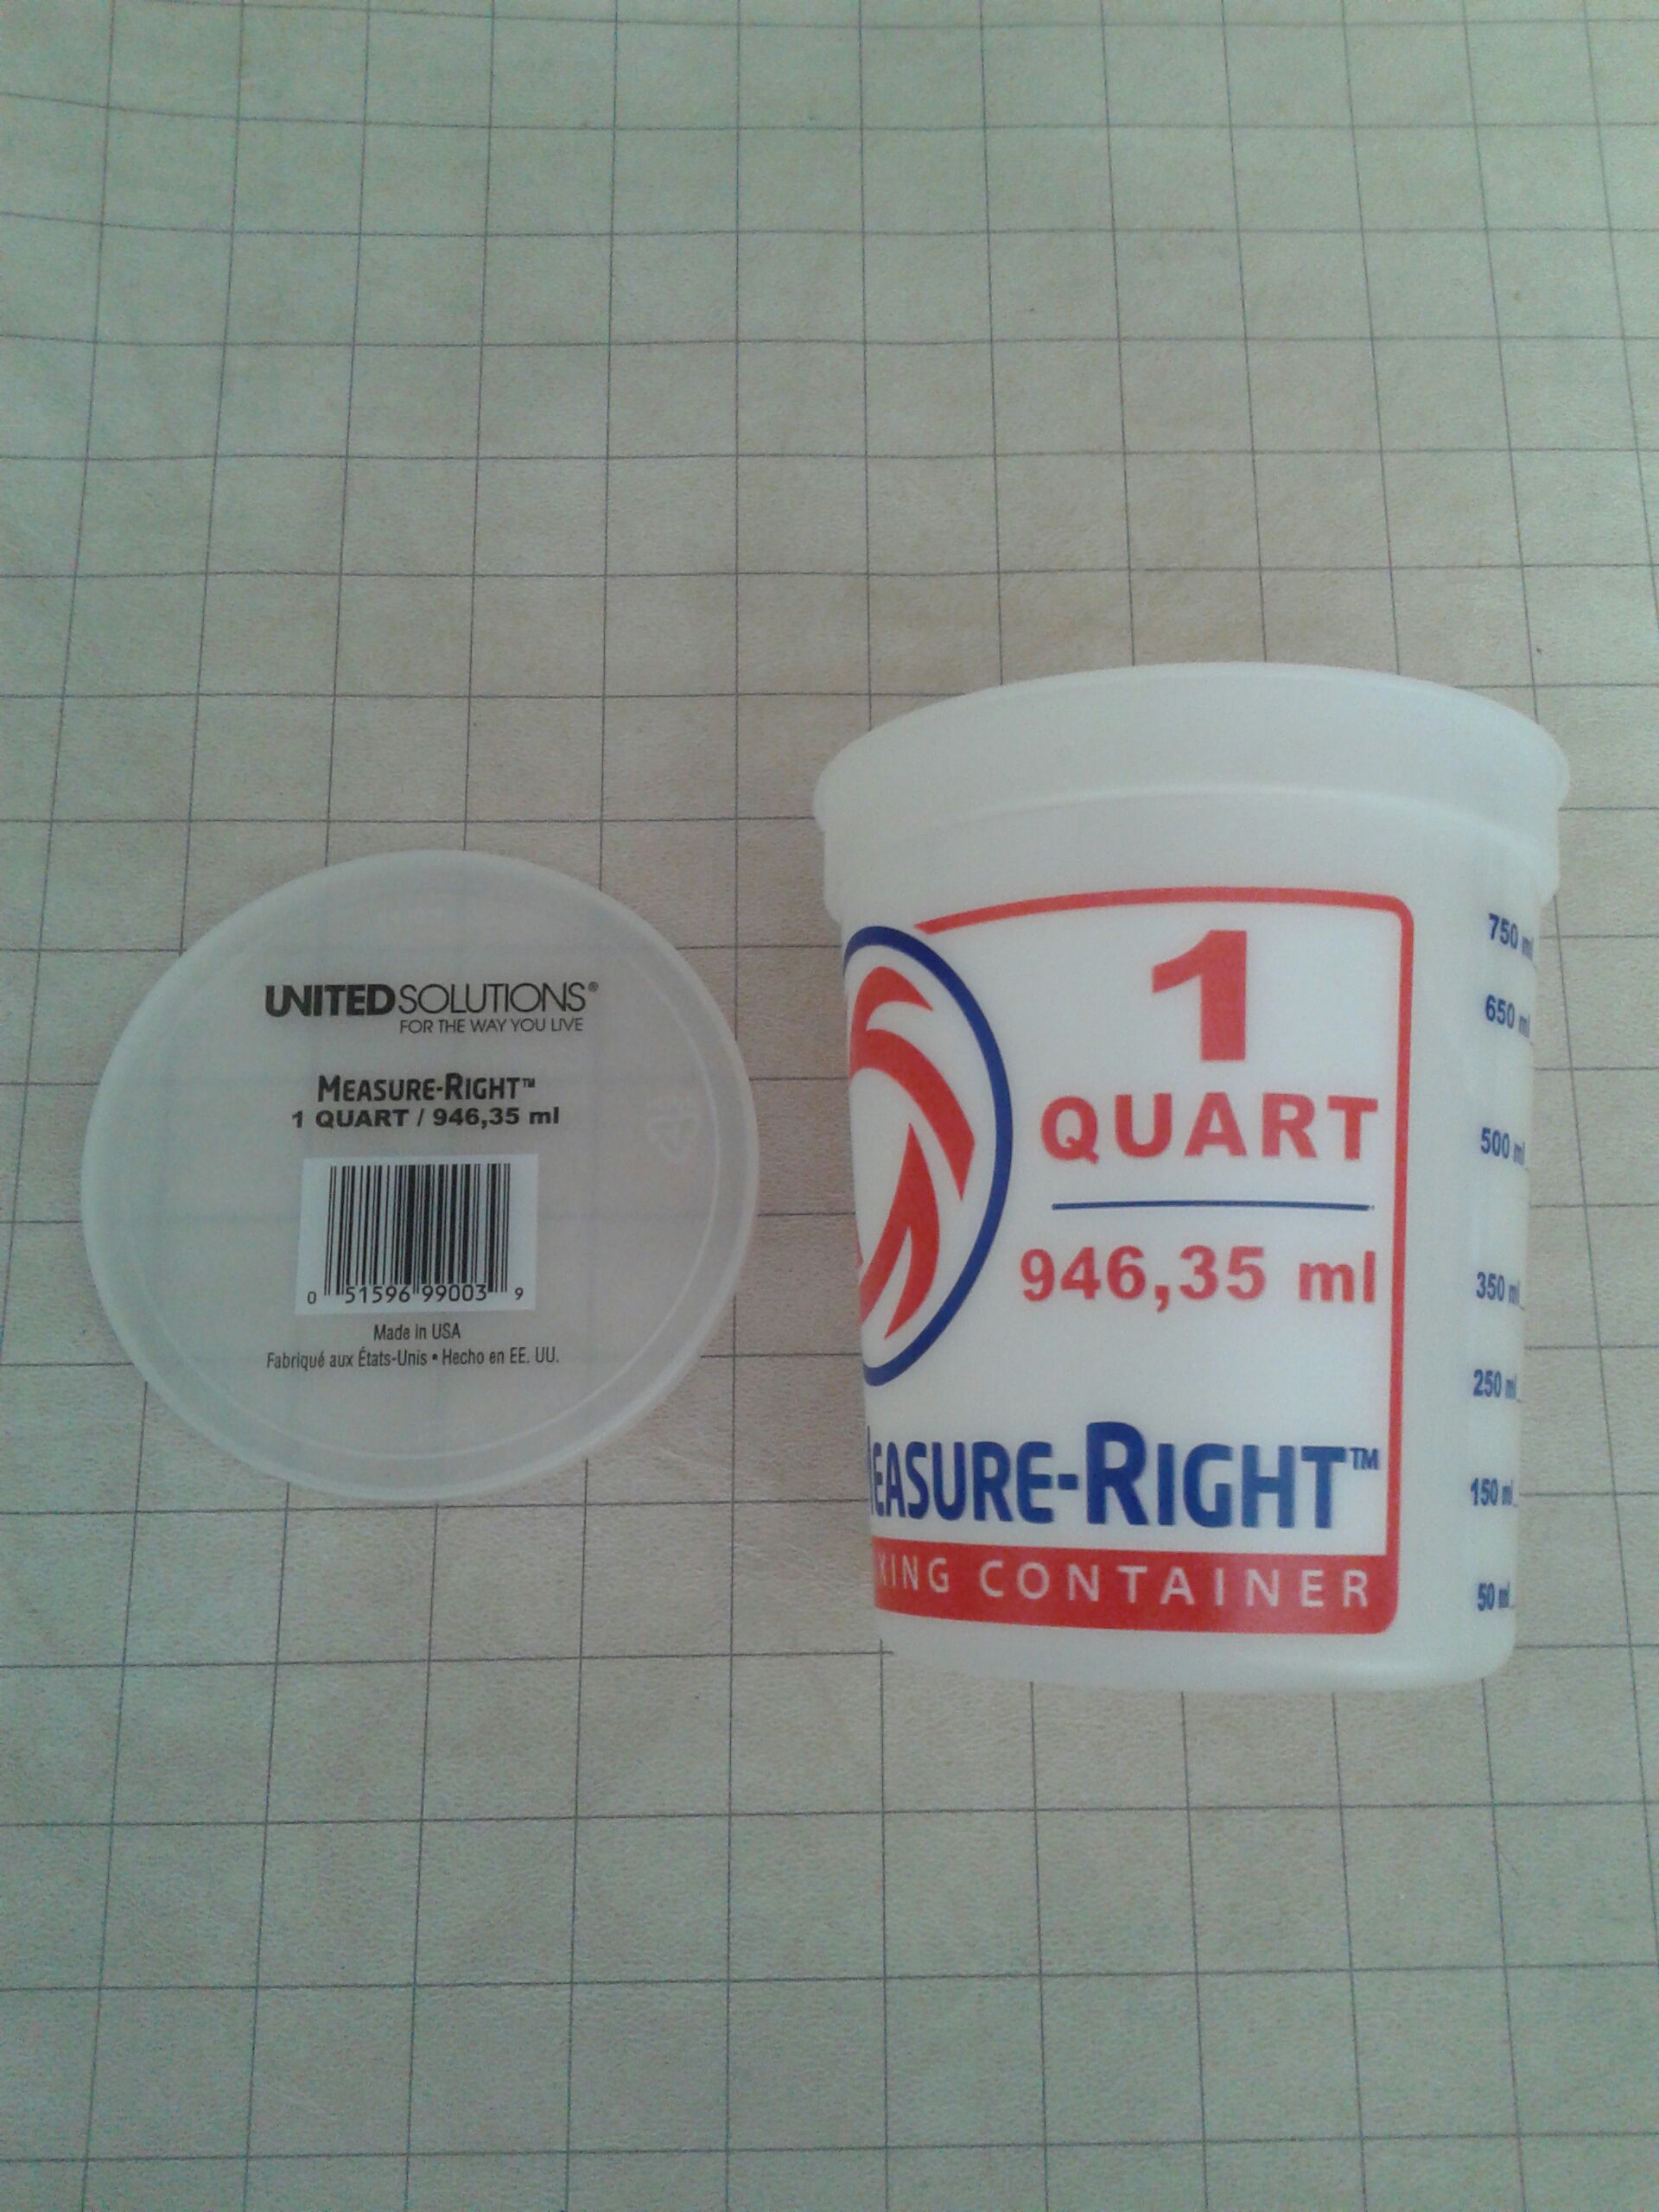 UNITEDSOLUTIONS®
FOR THE WAY YOU LIVE
MEASURE-RIGHT™
1 QUART / 946,35 ml
0 51596 99003 9
Made in USA
Fabriqué aux États-Unis • Hecho en EE. UU.
1
QUART
946,35 ml
MEASURE-RIGHT™
XING CONTAINER
750 ml
650 ml
500 ml
350 ml
250 ml
150 ml
50 ml